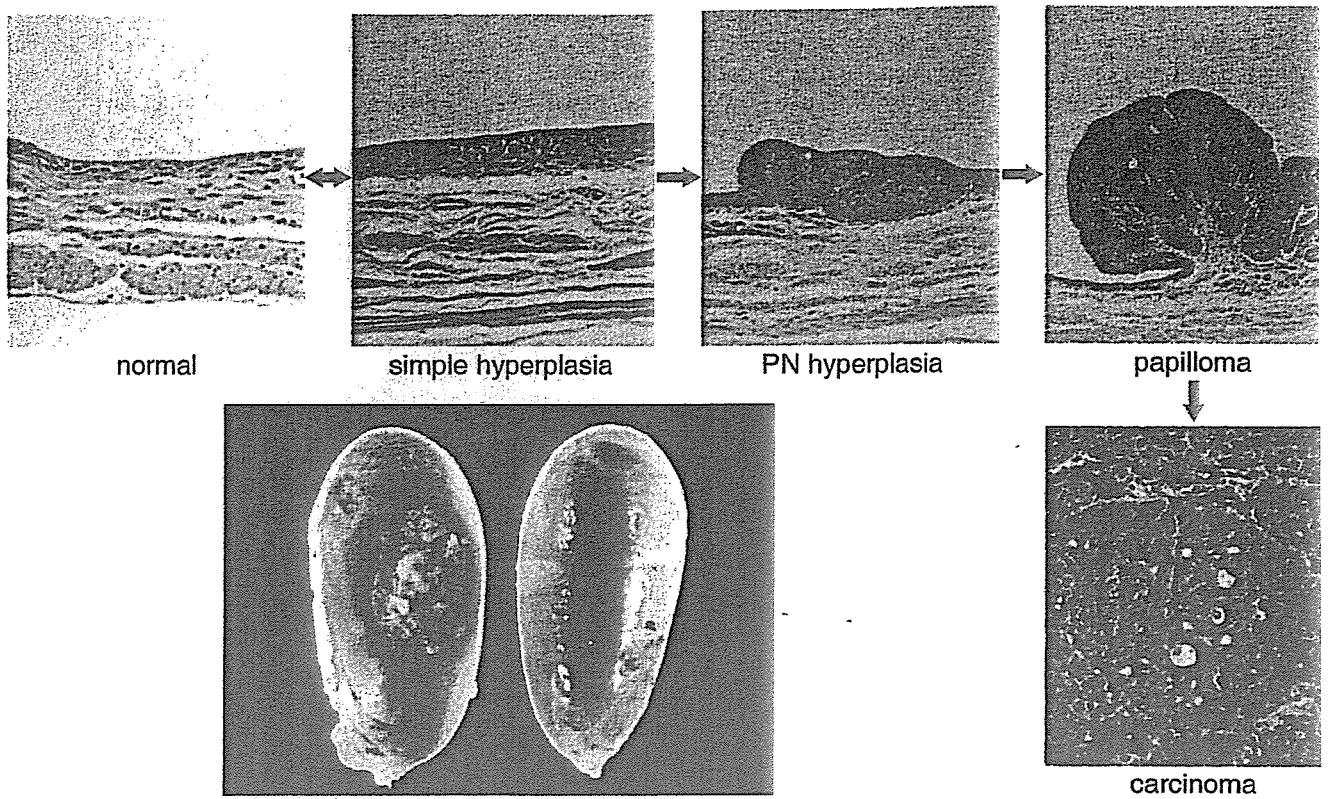 normal
simple hyperplasia
PN hyperplasia
papilloma
carcinoma